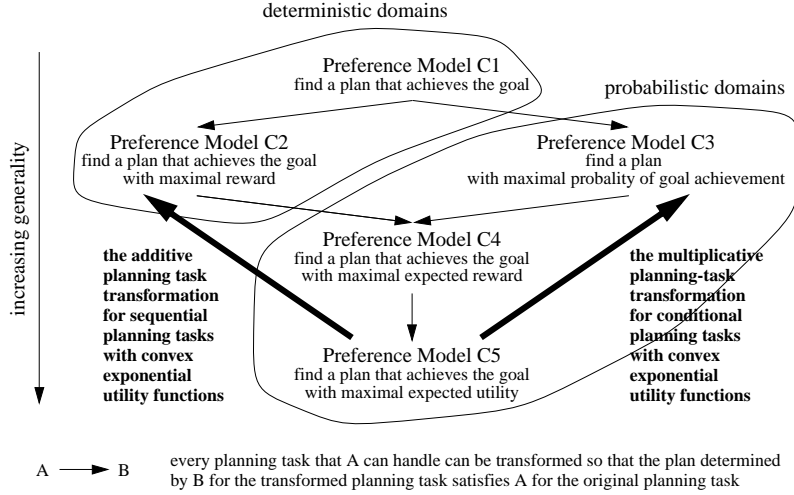 deterministic domains
Preference Model C1
find a plan that achieves the goal
probabilistic domains
Preference Model C2
find a plan that achieves the goal
with maximal reward
Preference Model C3
find a plan
with maximal probality of goal achievement
increasing generality
Preference Model C4
find a plan that achieves the goal
with maximal expected reward
the additive
planning task
transformation
for sequential
planning tasks
with convex
exponential
utility functions
the multiplicative
planning-task
transformation
for conditional
planning tasks
with convex
exponential
utility functions
Preference Model C5
find a plan that achieves the goal
with maximal expected utility
A B
every planning task that A can handle can be transformed so that the plan determined
by B for the transformed planning task satisfies A for the original planning task